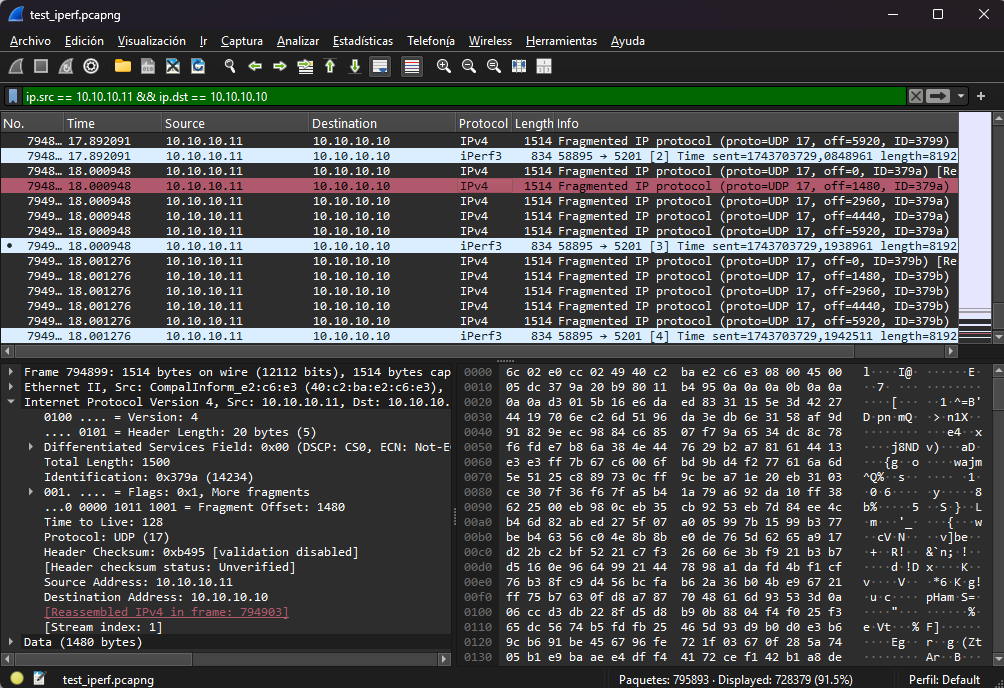 test_iperf.pcapng
Archivo Edición Visualización Ir Captura Analizar Estadísticas Telefonía Wireless Herramientas Ayuda
ip.src == 10.10.10.11 && ip.dst == 10.10.10.10
No. Time Source Destination Protocol Length Info
7948… 17.892091 10.10.10.11 10.10.10.10 IPv4 1514 Fragmented IP protocol (proto=UDP 17, off=5920, ID=3799)
7948… 17.892091 10.10.10.11 10.10.10.10 iPerf3 834 58895 → 5201 [2] Time sent=1743703729,0848961 length=8192
7948… 18.000948 10.10.10.11 10.10.10.10 IPv4 1514 Fragmented IP protocol (proto=UDP 17, off=0, ID=379a) [Re
7948… 18.000948 10.10.10.11 10.10.10.10 IPv4 1514 Fragmented IP protocol (proto=UDP 17, off=1480, ID=379a)
7949… 18.000948 10.10.10.11 10.10.10.10 IPv4 1514 Fragmented IP protocol (proto=UDP 17, off=2960, ID=379a)
7949… 18.000948 10.10.10.11 10.10.10.10 IPv4 1514 Fragmented IP protocol (proto=UDP 17, off=4440, ID=379a)
7949… 18.000948 10.10.10.11 10.10.10.10 IPv4 1514 Fragmented IP protocol (proto=UDP 17, off=5920, ID=379a)
7949… 18.000948 10.10.10.11 10.10.10.10 iPerf3 834 58895 → 5201 [3] Time sent=1743703729,1938961 length=8192
7949… 18.001276 10.10.10.11 10.10.10.10 IPv4 1514 Fragmented IP protocol (proto=UDP 17, off=0, ID=379b) [Re
7949… 18.001276 10.10.10.11 10.10.10.10 IPv4 1514 Fragmented IP protocol (proto=UDP 17, off=1480, ID=379b)
7949… 18.001276 10.10.10.11 10.10.10.10 IPv4 1514 Fragmented IP protocol (proto=UDP 17, off=2960, ID=379b)
7949… 18.001276 10.10.10.11 10.10.10.10 IPv4 1514 Fragmented IP protocol (proto=UDP 17, off=4440, ID=379b)
7949… 18.001276 10.10.10.11 10.10.10.10 IPv4 1514 Fragmented IP protocol (proto=UDP 17, off=5920, ID=379b)
7949… 18.001276 10.10.10.11 10.10.10.10 iPerf3 834 58895 → 5201 [4] Time sent=1743703729,1942511 length=8192
Frame 794899: 1514 bytes on wire (12112 bits), 1514 bytes cap
Ethernet II, Src: CompalInform_e2:c6:e3 (40:c2:ba:e2:c6:e3),
Internet Protocol Version 4, Src: 10.10.10.11, Dst: 10.10.10.
0100 .... = Version: 4
.... 0101 = Header Length: 20 bytes (5)
Differentiated Services Field: 0x00 (DSCP: CS0, ECN: Not-E
Total Length: 1500
Identification: 0x379a (14234)
001. .... = Flags: 0x1, More fragments
...0 0000 1011 1001 = Fragment Offset: 1480
Time to Live: 128
Protocol: UDP (17)
Header Checksum: 0xb495 [validation disabled]
[Header checksum status: Unverified]
Source Address: 10.10.10.11
Destination Address: 10.10.10.10
[Reassembled IPv4 in frame: 794903]
[Stream index: 1]
Data (1480 bytes)
0000 6c 02 e0 cc 02 49 40 c2 ba e2 c6 e3 08 00 45 00
0010 05 dc 37 9a 20 b9 80 11 b4 95 0a 0a 0a 0b 0a 0a
0020 0a 0a d3 01 5b 16 e6 da ed 83 31 15 5e 3d 42 27
0030 44 19 70 6e c2 6d 51 96 da 3e db 6e 31 58 af 9d
0040 91 82 9e ec 98 84 c6 85 07 f7 9a 65 34 dc 8c 78
0050 f6 fd e7 b8 6a 38 4e 44 76 29 b2 a7 81 61 44 13
0060 e3 e3 ff 7b 67 c6 00 6f bd 9b d4 f2 77 61 6a 6d
0070 5e 51 25 c8 89 73 0c ff 9c be a7 1e 20 eb 31 03
0080 ce 30 7f 36 f6 7f a5 b4 1a 79 a6 92 da 10 ff 38
0090 62 25 00 eb 98 0c eb 35 cb 92 53 eb 7d 84 ee 4c
00a0 b4 6d 82 ab ed 27 5f 07 a0 05 99 7b 15 99 b3 77
00b0 be b4 63 56 c0 4e 8b 8b e0 de 76 5d 62 65 a9 17
00c0 d2 2b c2 bf 52 21 c7 f3 26 60 6e 3b f9 21 b3 b7
00d0 d5 16 0e 96 64 99 21 44 78 98 a1 da fd 4b f1 cf
00e0 76 b3 8f c9 d4 56 bc fa b6 2a 36 b0 4b e9 67 21
00f0 ff 75 b7 63 0f d8 a7 87 70 48 61 6d 93 53 3d 0a
0100 06 cc d3 db 22 8f d5 d8 b9 0b 88 04 f4 f0 25 f3
0110 65 dc 56 74 b5 fd fb 25 46 5d 93 d9 b0 d0 e3 b6
0120 9c b6 91 be 45 67 96 fe 72 1f 03 67 0f 28 5a 74
0130 05 b1 e9 ba ae e4 df f4 41 72 ce f1 42 b1 a8 de
test_iperf.pcapng Paquetes: 795893 · Displayed: 728379 (91.5%) Perfil: Default